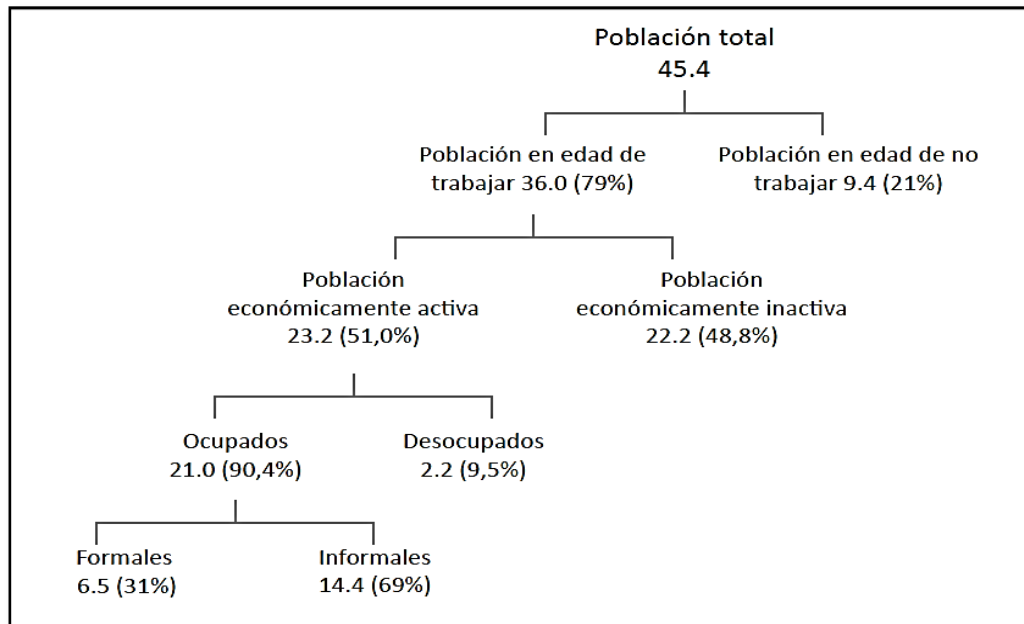 Población total
45.4
Población en edad de
trabajar 36.0 (79%)
Población en edad de no
trabajar 9.4 (21%)
Población
económicamente activa
23.2 (51,0%)
Población
económicamente inactiva
22.2 (48,8%)
Ocupados
21.0 (90,4%)
Desocupados
2.2 (9,5%)
Formales
6.5 (31%)
Informales
14.4 (69%)